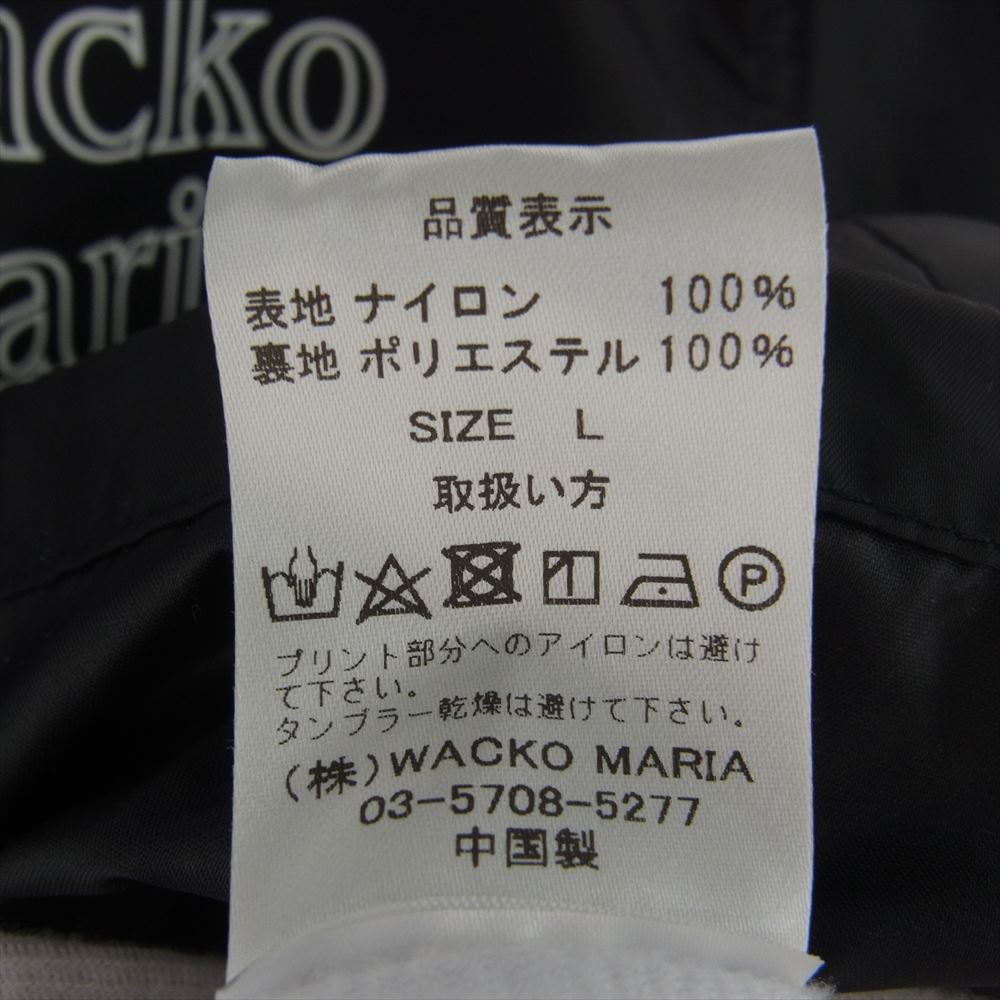 acko
ari
品質表示
表地 ナイロン 100%
裏地 ポリエステル 100%
SIZE L
取扱い方
P
プリント部分へのアイロンは避け
て下さい。
タンブラー乾燥は避けて下さい。
(株)WACKO MARIA
03-5708-5277
中国製